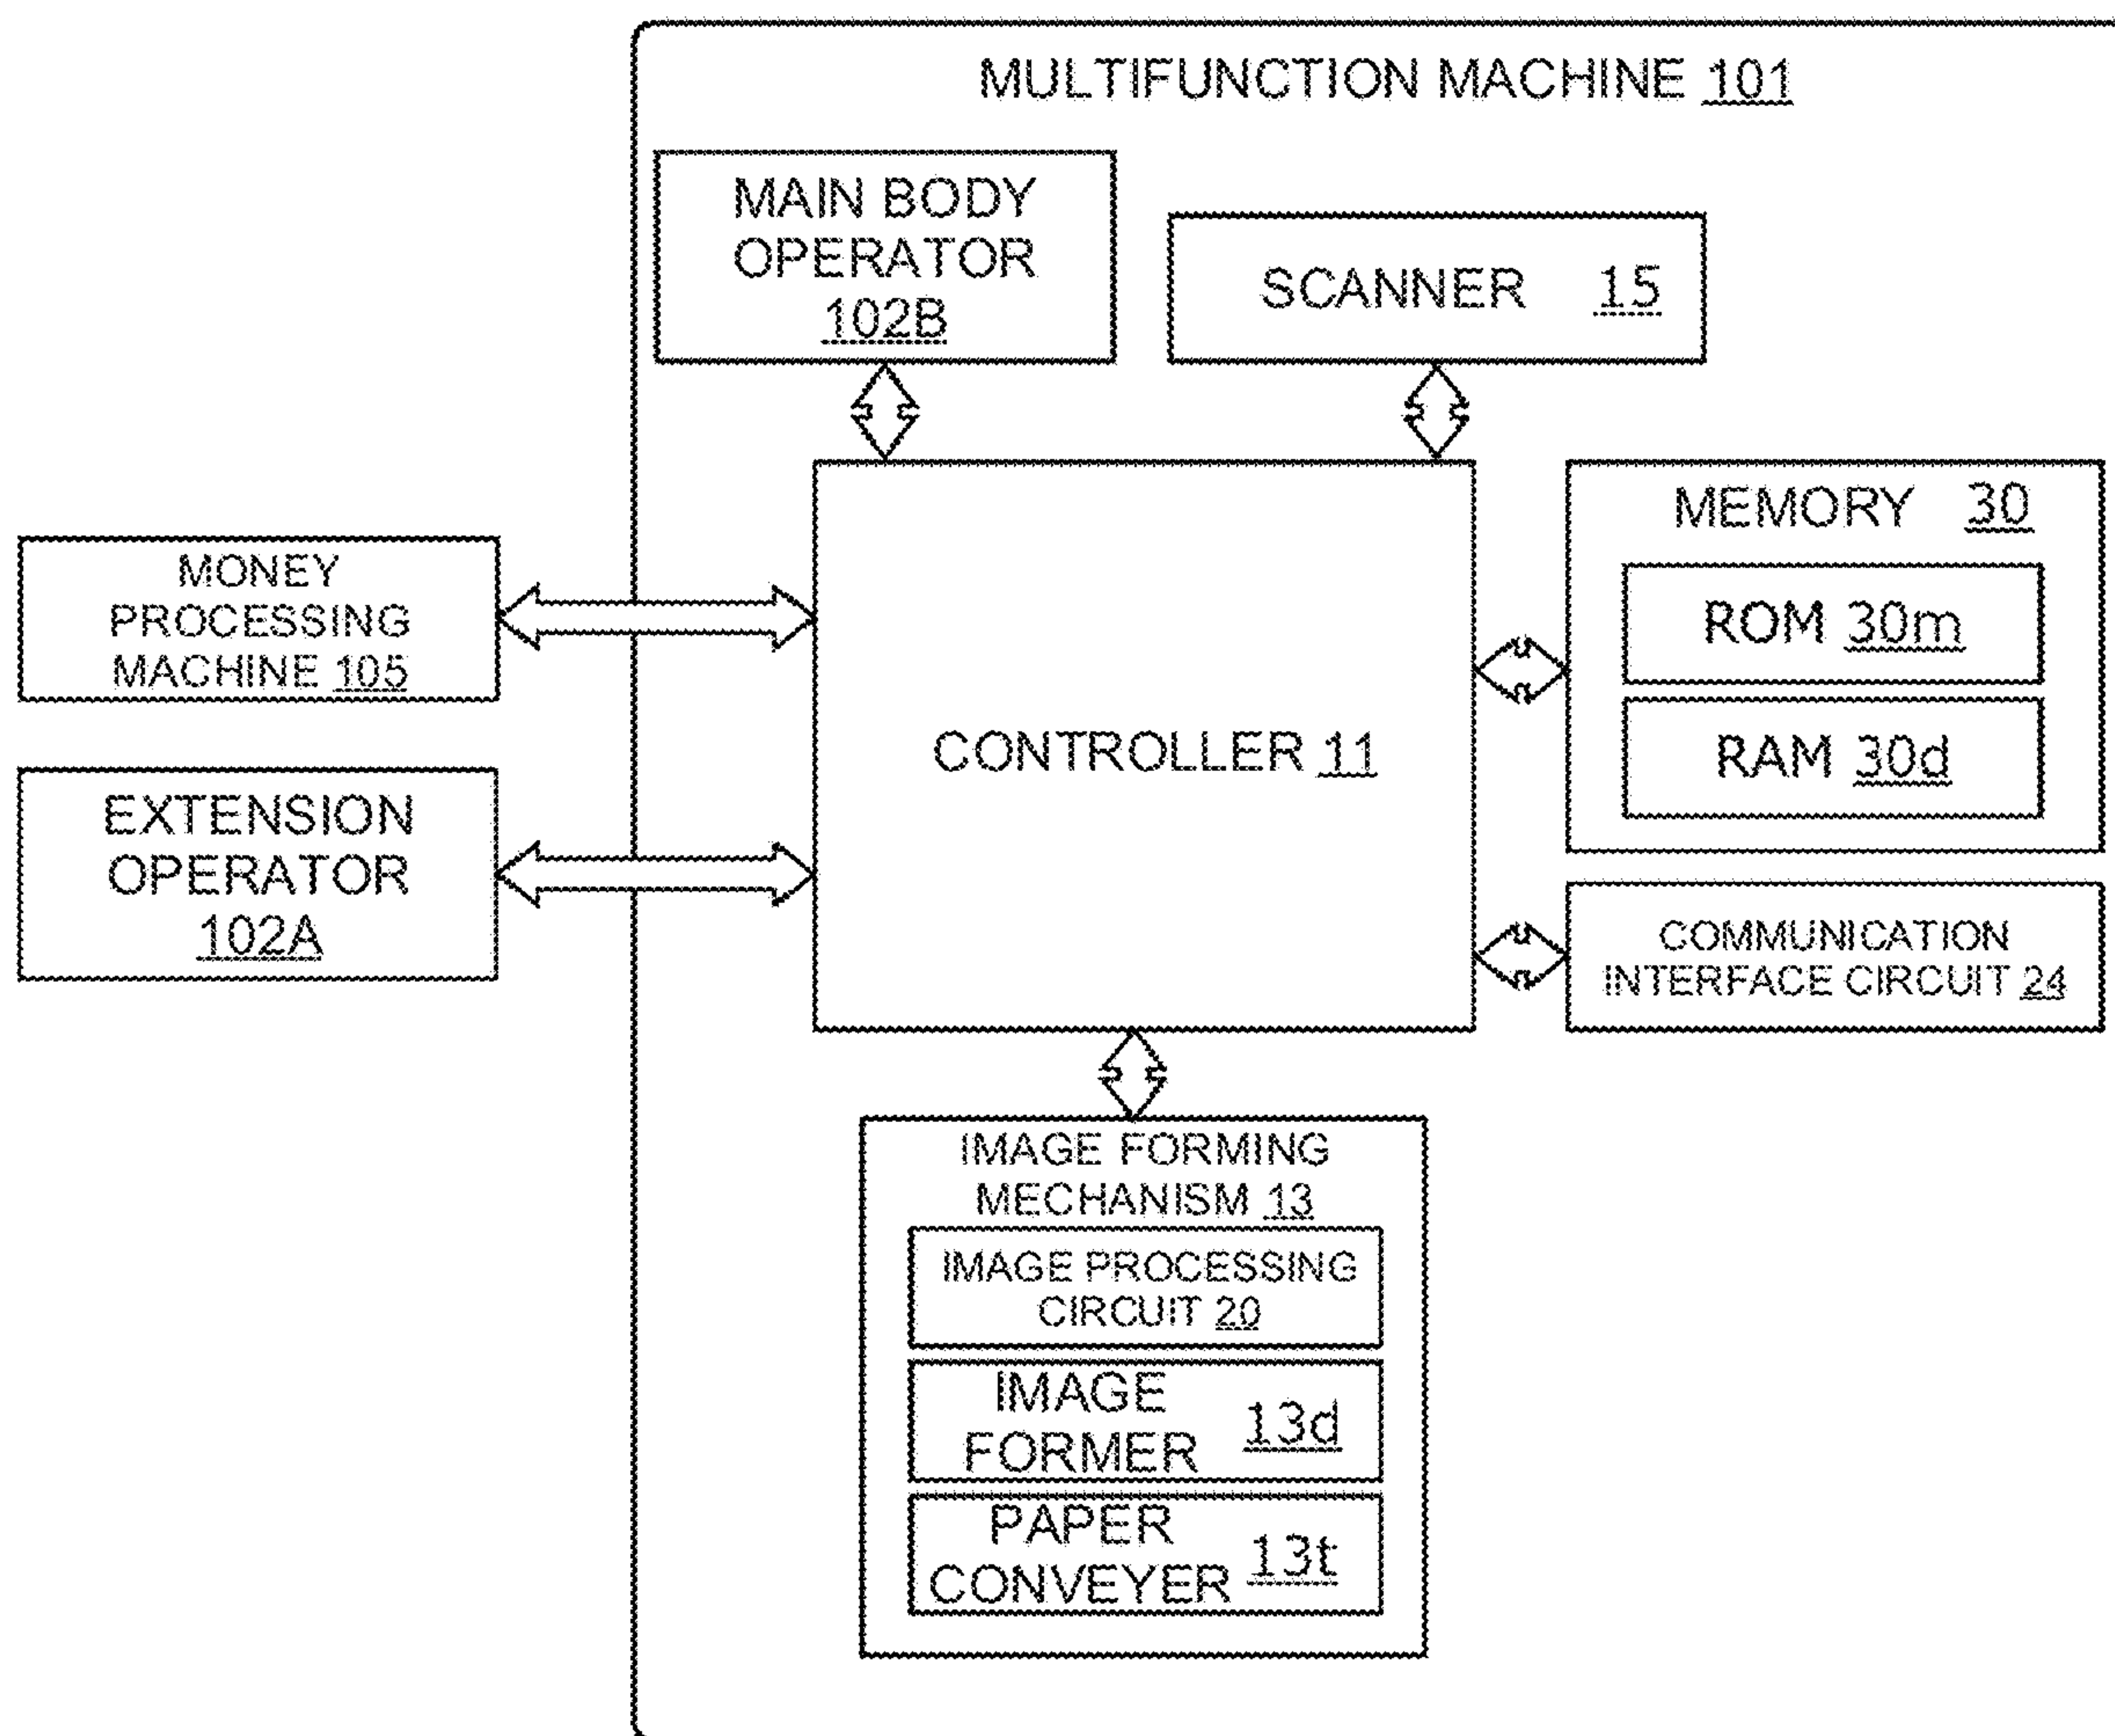 MULTIFUNCTION MACHINE 101
MAIN BODY
OPERATOR
102B
SCANNER 15
MONEY
PROCESSING
MACHINE 105
EXTENSION
OPERATOR
102A
CONTROLLER 11
MEMORY 30
ROM 30m
RAM 30d
COMMUNICATION
INTERFACE CIRCUIT 24
IMAGE FORMING
MECHANISM 13
IMAGE PROCESSING
CIRCUIT 20
IMAGE
FORMER 13d
PAPER
CONVEYER 13t